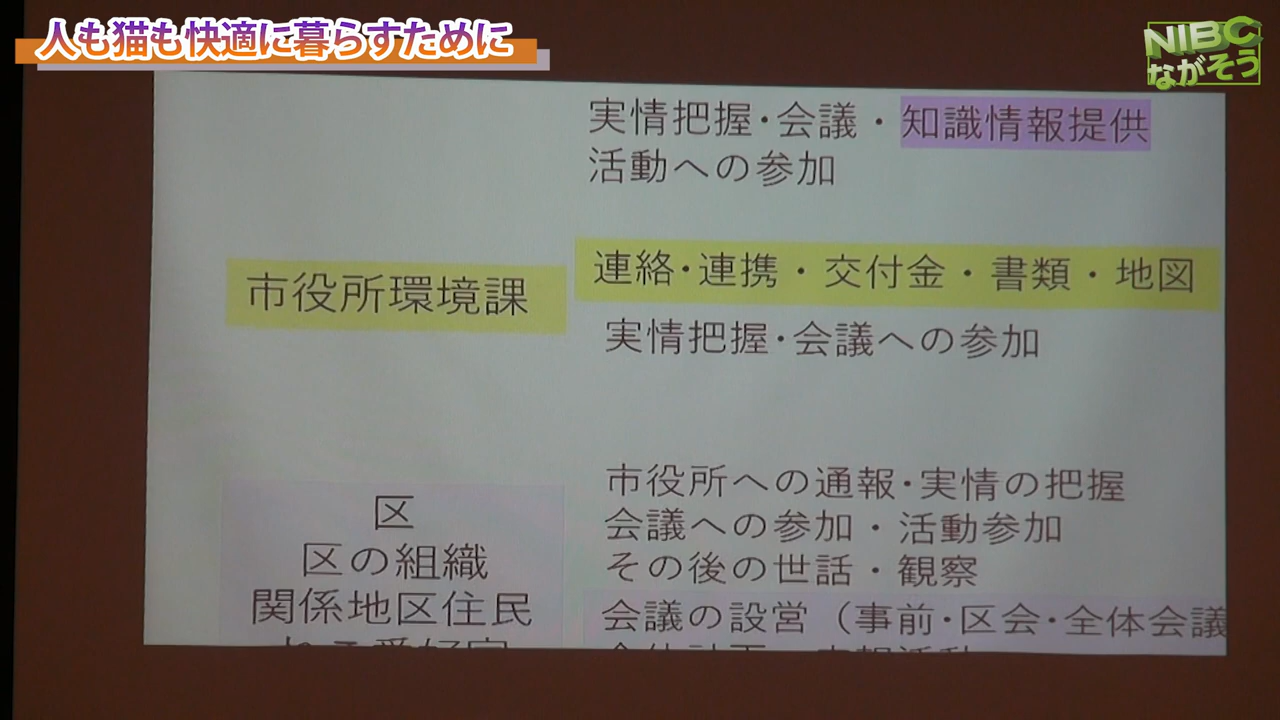 人も猫も快適に暮らすために
NIBC
ながそう
実情把握・会議・知識情報提供
活動への参加
市役所環境課
連絡・連携・交付金・書類・地図
実情把握・会議への参加
区
区の組織
関係地区住民
市役所への通報・実情の把握
会議への参加・活動参加
その後の世話・観察
会議の設営(事前・区会・全体会議